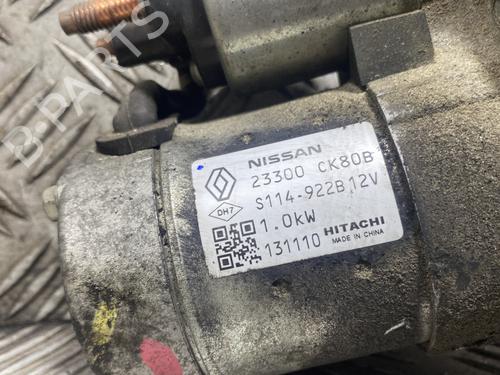 B-Parts
NISSAN
23300 CK80B
S114-922B 12V
DH7
1.0kW
131110 HITACHI
MADE IN CHINA